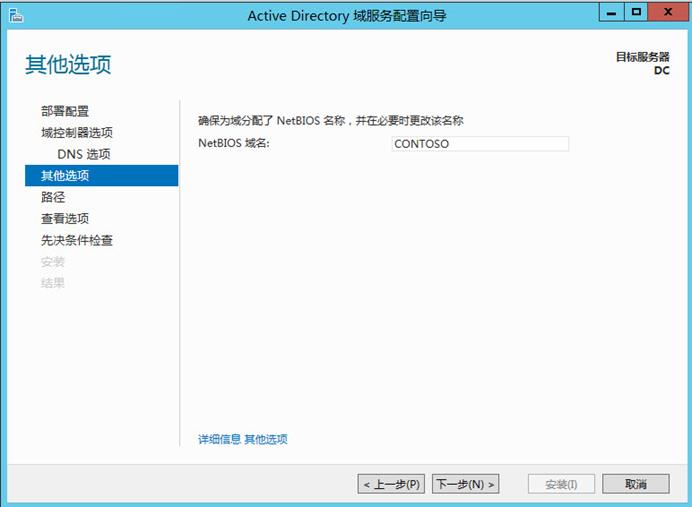 Active Directory 域服务配置向导
其他选项
目标服务器
DC
部署配置
域控制器选项
DNS 选项
其他选项
路径
查看选项
先决条件检查
安装
结果
确保为域分配了 NetBIOS 名称，并在必要时更改该名称
NetBIOS 域名:
CONTOSO
详细信息 其他选项
< 上一步(P)
下一步(N) >
安装(I)
取消